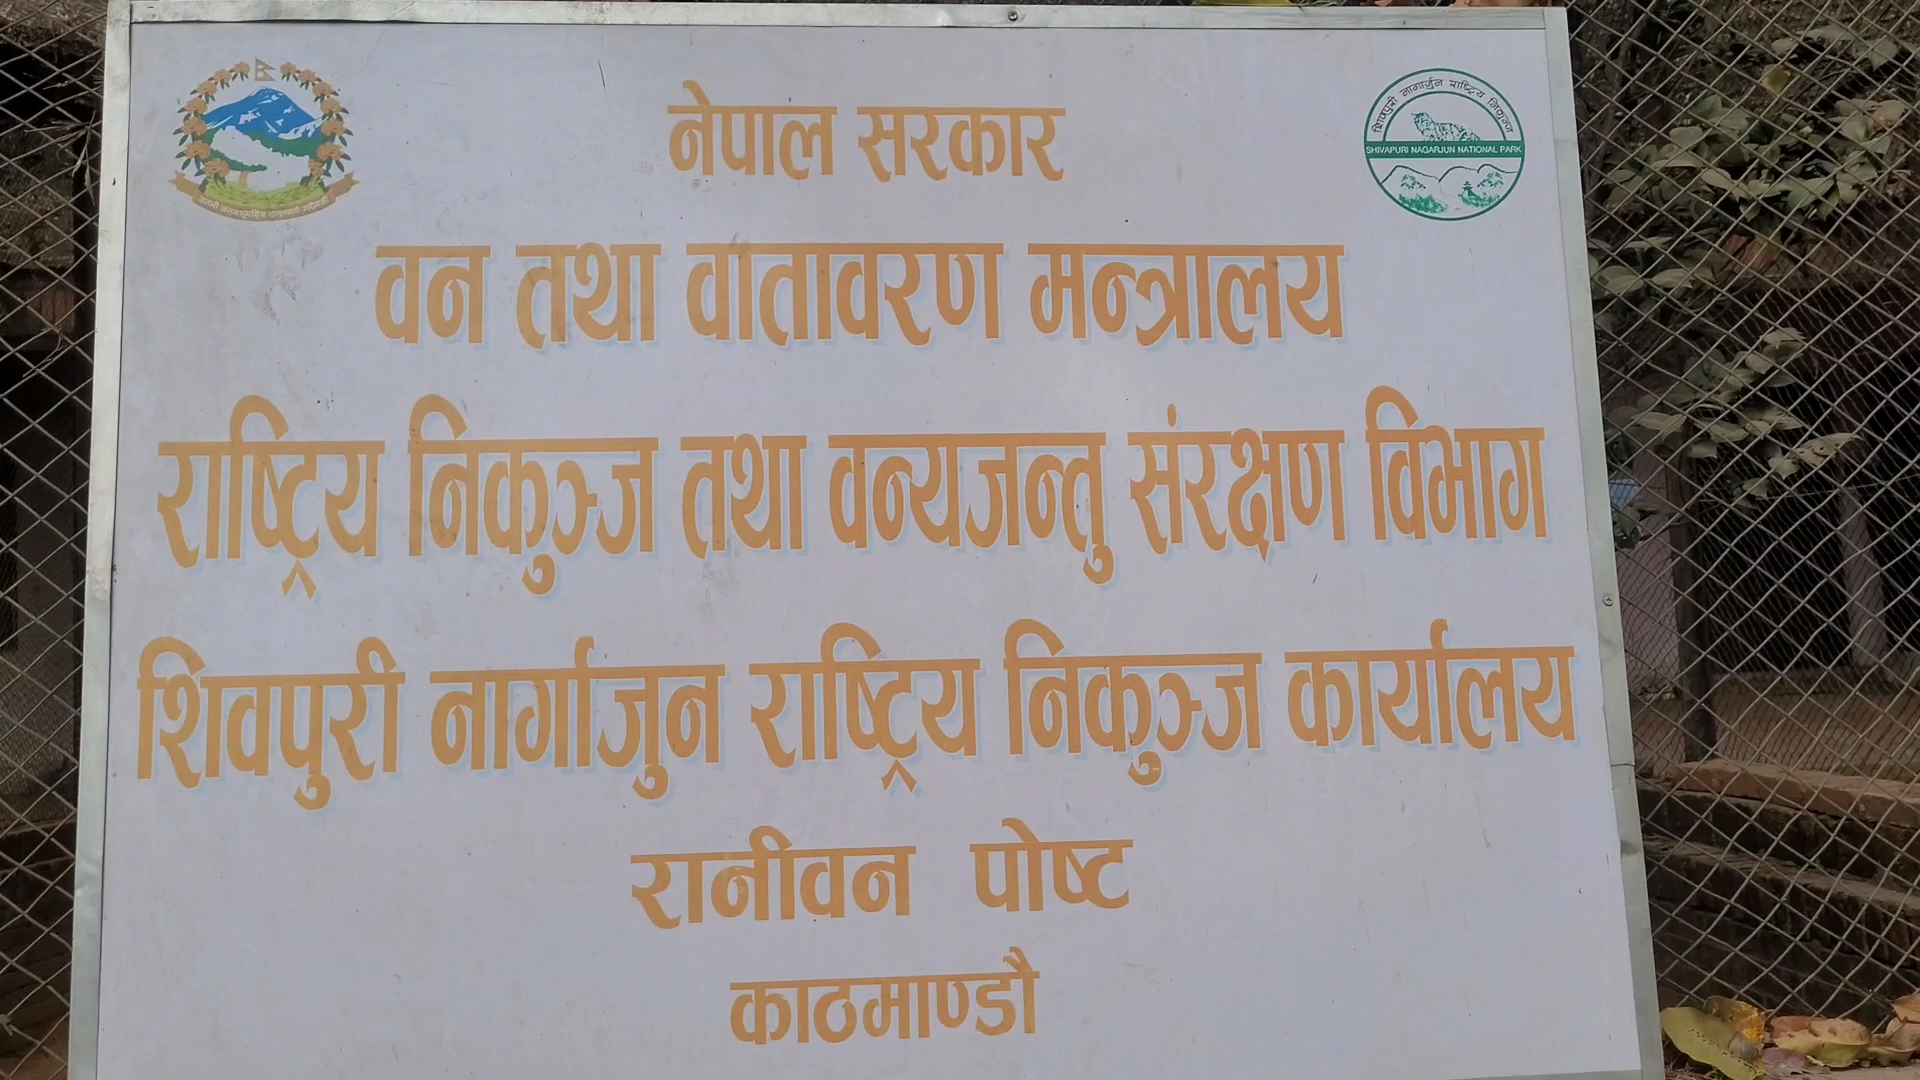 नेपाल सरकार
शिवपुरी नागार्जुन राष्ट्रिय निकुन्ज
SHIVAPURI NAGARJUN NATIONAL PARK
वन तथा वातावरण मन्त्रालय
राष्ट्रिय निकुञ्ज तथा वन्यजन्तु संरक्षण विभाग
शिवपुरी नार्गाजुन राष्ट्रिय निकुञ्ज कार्यालय
रानीवन पोष्ट
काठमाण्डौ